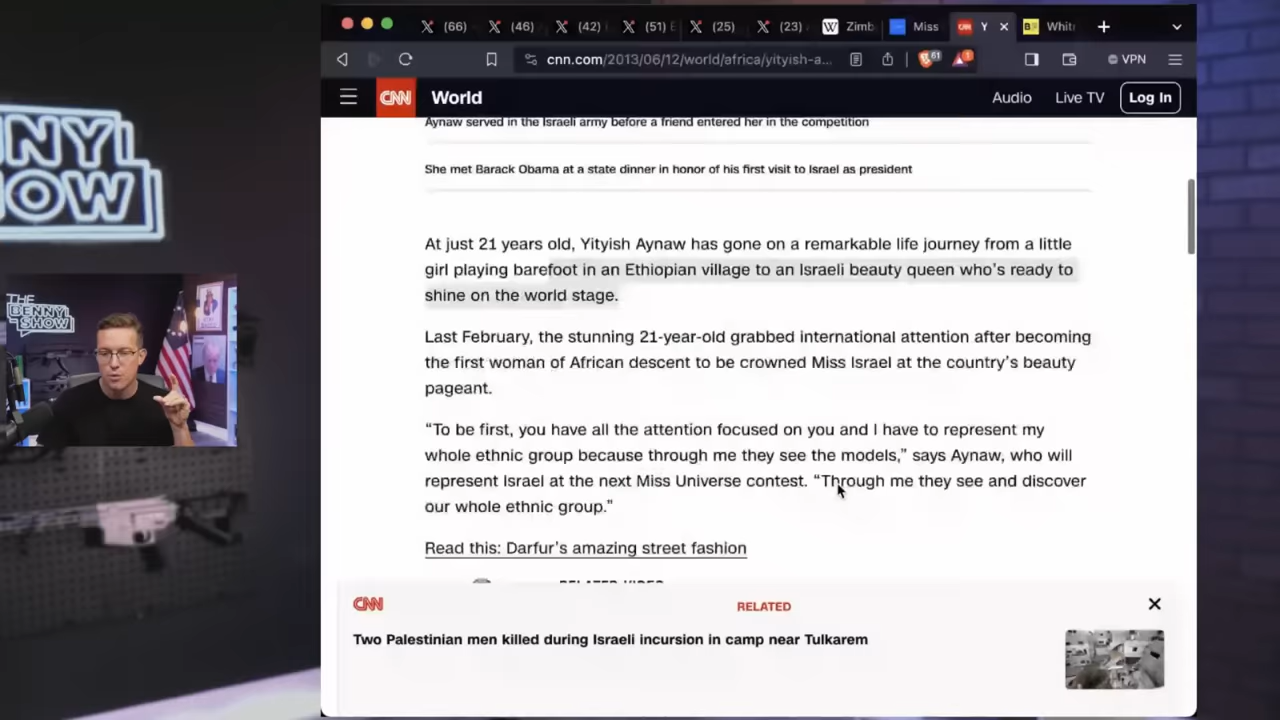 (66)
(46)
(42)
(51)
(25)
(23)
W Zimb
Miss
CNN Y
Whit
cnn.com/2013/06/12/world/africa/yityish-a...
61
1
VPN
CNN World
Audio
Live TV
Log In
Aynaw served in the Israeli army before a friend entered her in the competition
She met Barack Obama at a state dinner in honor of his first visit to Israel as president
NNY
OW
At just 21 years old, Yityish Aynaw has gone on a remarkable life journey from a little
girl playing barefoot in an Ethiopian village to an Israeli beauty queen who's ready to
shine on the world stage.
THE
BENNY
SHOW
Last February, the stunning 21-year-old grabbed international attention after becoming
the first woman of African descent to be crowned Miss Israel at the country's beauty
pageant.
“To be first, you have all the attention focused on you and I have to represent my
whole ethnic group because through me they see the models,” says Aynaw, who will
represent Israel at the next Miss Universe contest. “Through me they see and discover
our whole ethnic group.”
Read this: Darfur's amazing street fashion
RELATED VIDEO
CNN
RELATED
Two Palestinian men killed during Israeli incursion in camp near Tulkarem